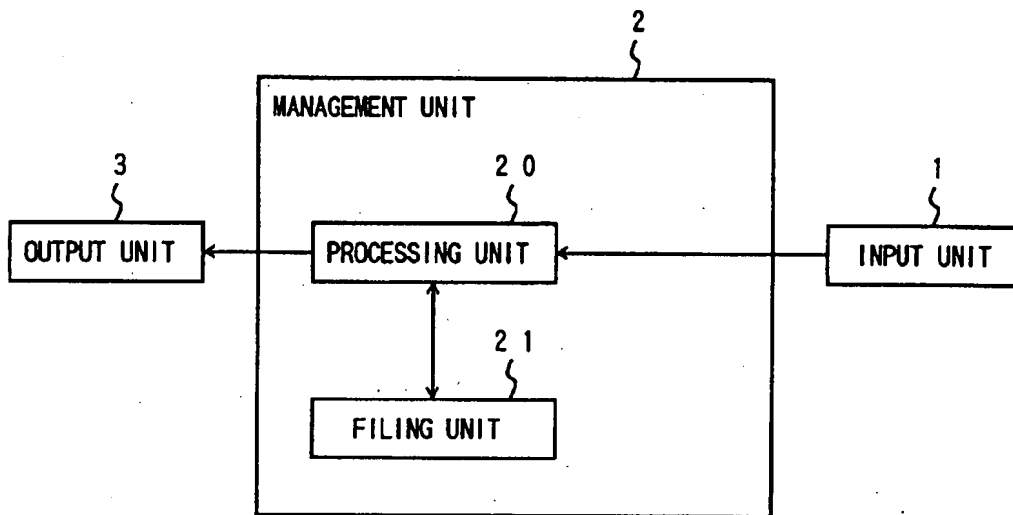 2
MANAGEMENT UNIT
3
2 0
1
OUTPUT UNIT
PROCESSING UNIT
INPUT UNIT
2 1
FILING UNIT